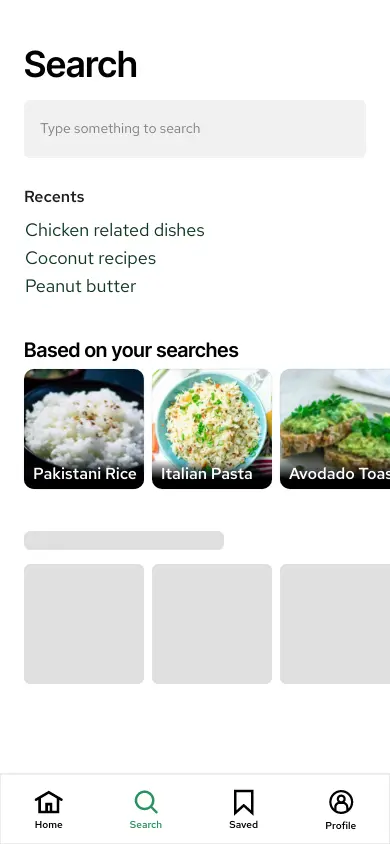 Search
Type something to search
Recents
Chicken related dishes
Coconut recipes
Peanut butter
Based on your searches
Pakistani Rice
Italian Pasta
Avodado Toas
Home
Search
Saved
Profile